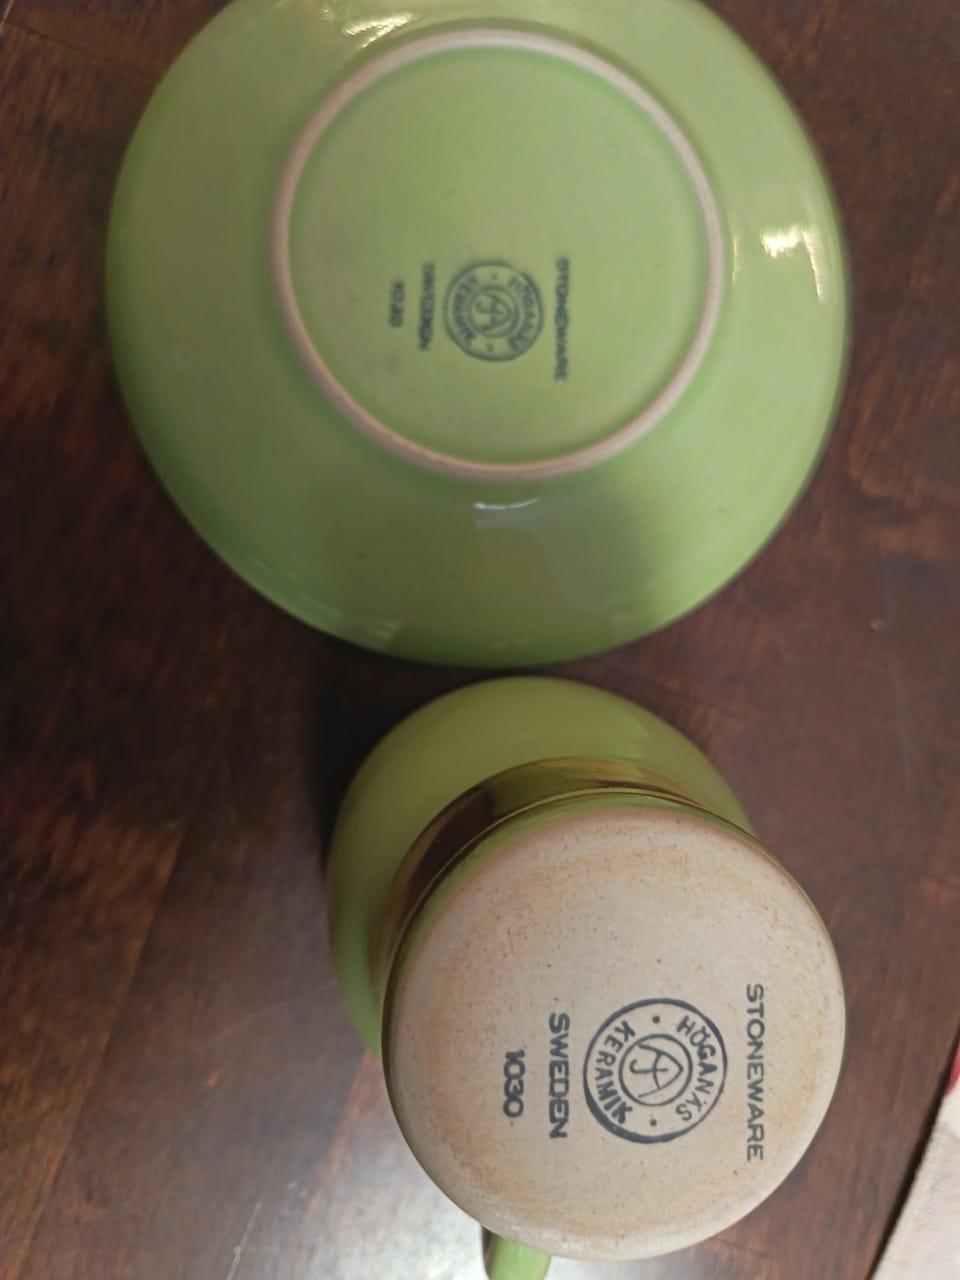 STONEWARE
HÖGANÄS
KERAMIK
SWEDEN
1030
STONEWARE
HÖGANÄS
KERAMIK
SWEDEN
1030